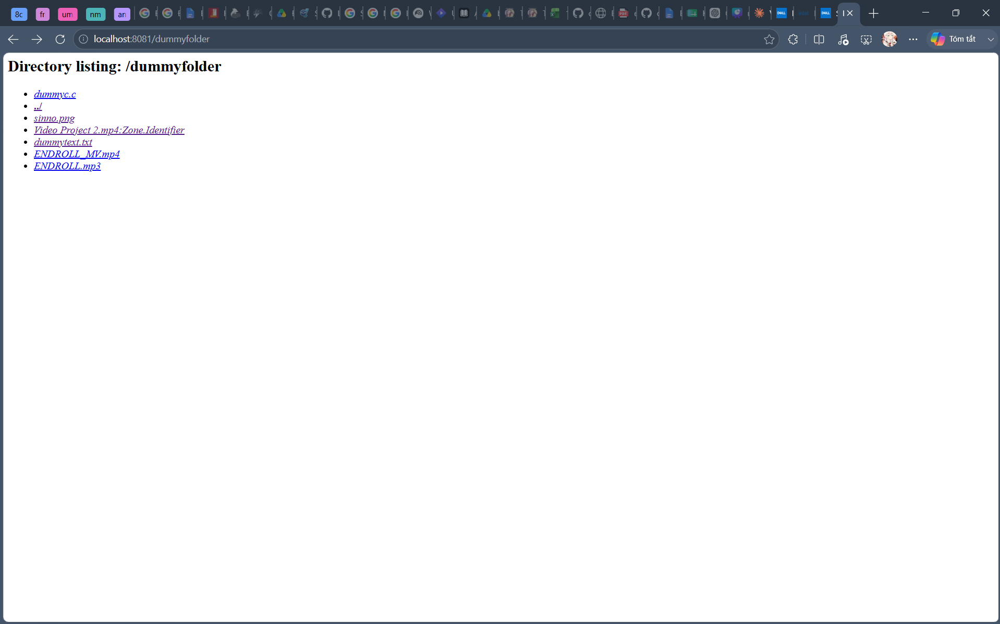 8c fr um nm an
localhost:8081/dummyfolder
Tóm tắt
Directory listing: /dummyfolder
dummyc.c
../
sinno.png
Video Project 2.mp4:Zone.Identifier
dummytext.txt
ENDROLL_MV.mp4
ENDROLL.mp3